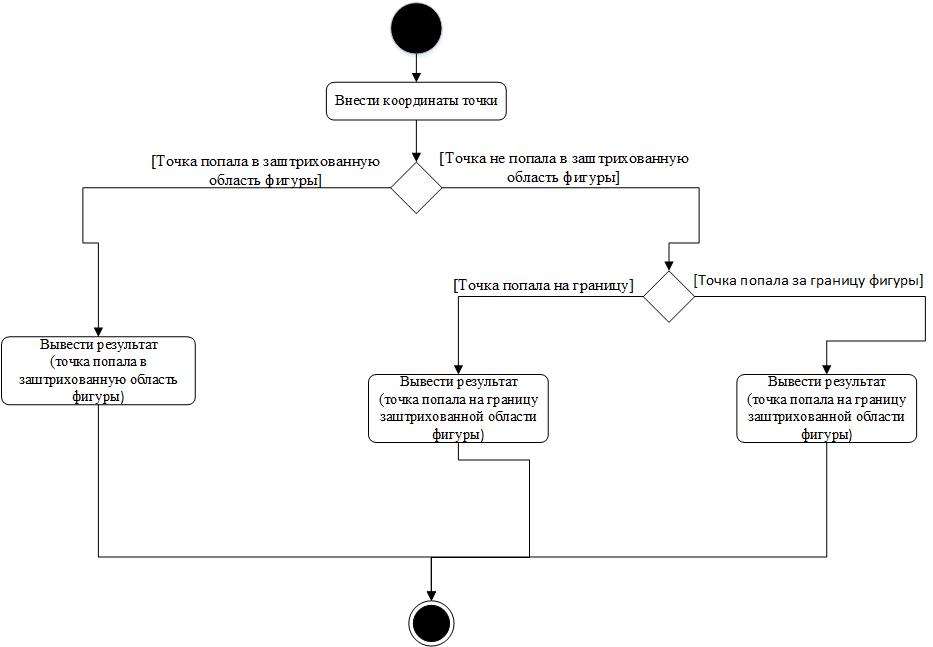 Внести координаты точки
[Точка попала в заштрихованную
область фигуры]
[Точка не попала в заштрихованную
область фигуры]
[Точка попала на границу]
[Точка попала за границу фигуры]
Вывести результат
(точка попала в
заштрихованную область
фигуры)
Вывести результат
(точка попала на границу
заштрихованной области
фигуры)
Вывести результат
(точка попала на границу
заштрихованной области
фигуры)